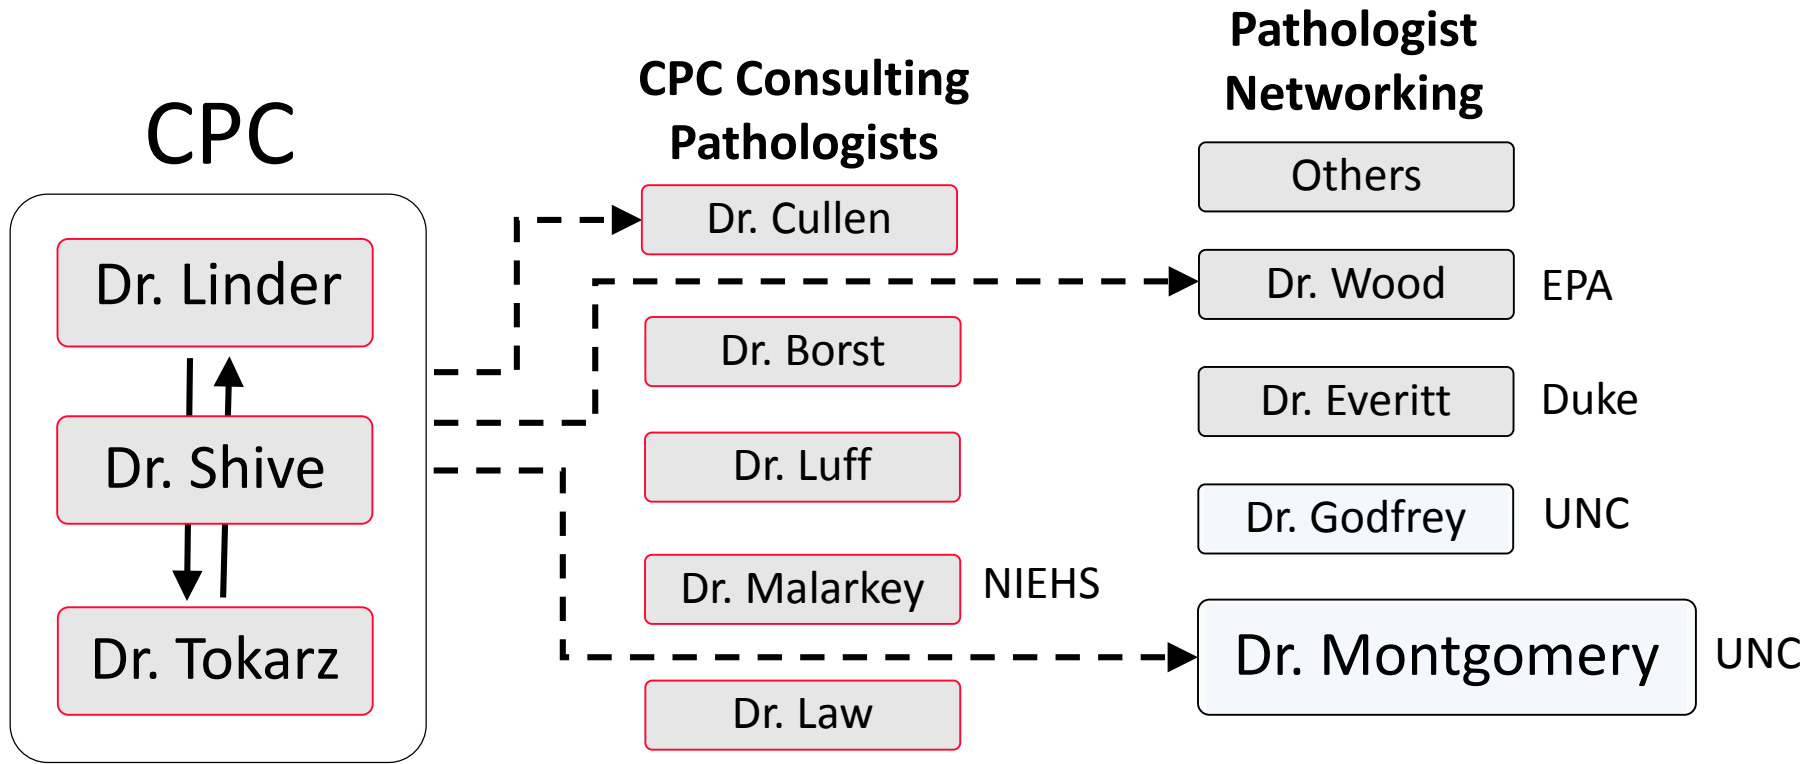 CPC
Dr. Linder
Dr. Shive
Dr. Tokarz
CPC Consulting
Pathologists
Dr. Cullen
Dr. Borst
Dr. Luff
Dr. Malarkey
NIEHS
Dr. Law
Pathologist
Networking
Others
Dr. Wood
EPA
Dr. Everitt
Duke
Dr. Godfrey
UNC
Dr. Montgomery
UNC